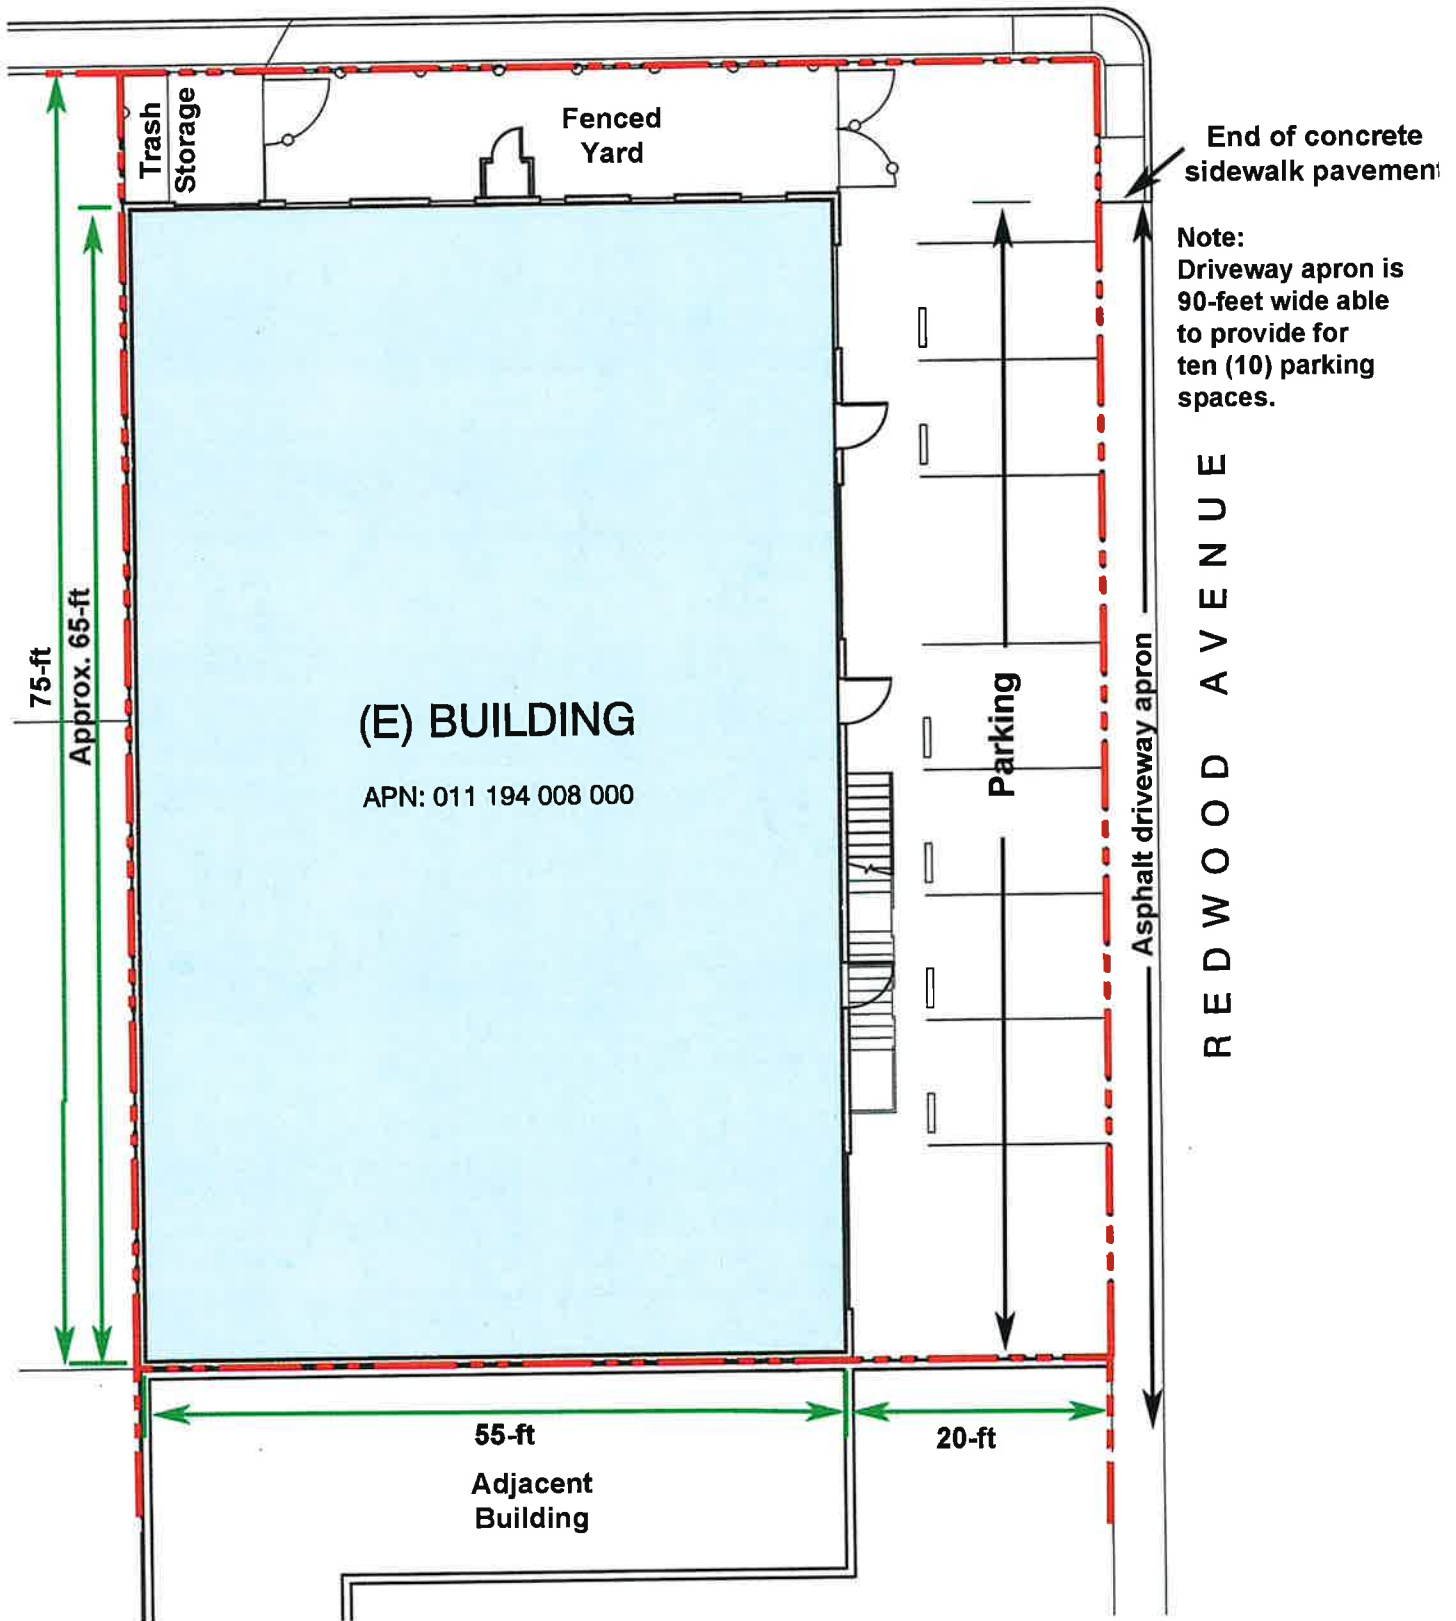 Trash
Storage
Fenced
Yard
End of concrete
sidewalk pavement
Note:
Driveway apron is
90-feet wide able
to provide for
ten (10) parking
spaces.
75-ft
Approx. 65-ft
(E) BUILDING
APN: 011 194 008 000
Parking
Asphalt driveway apron
REDWOOD AVENUE
55-ft
20-ft
Adjacent
Building